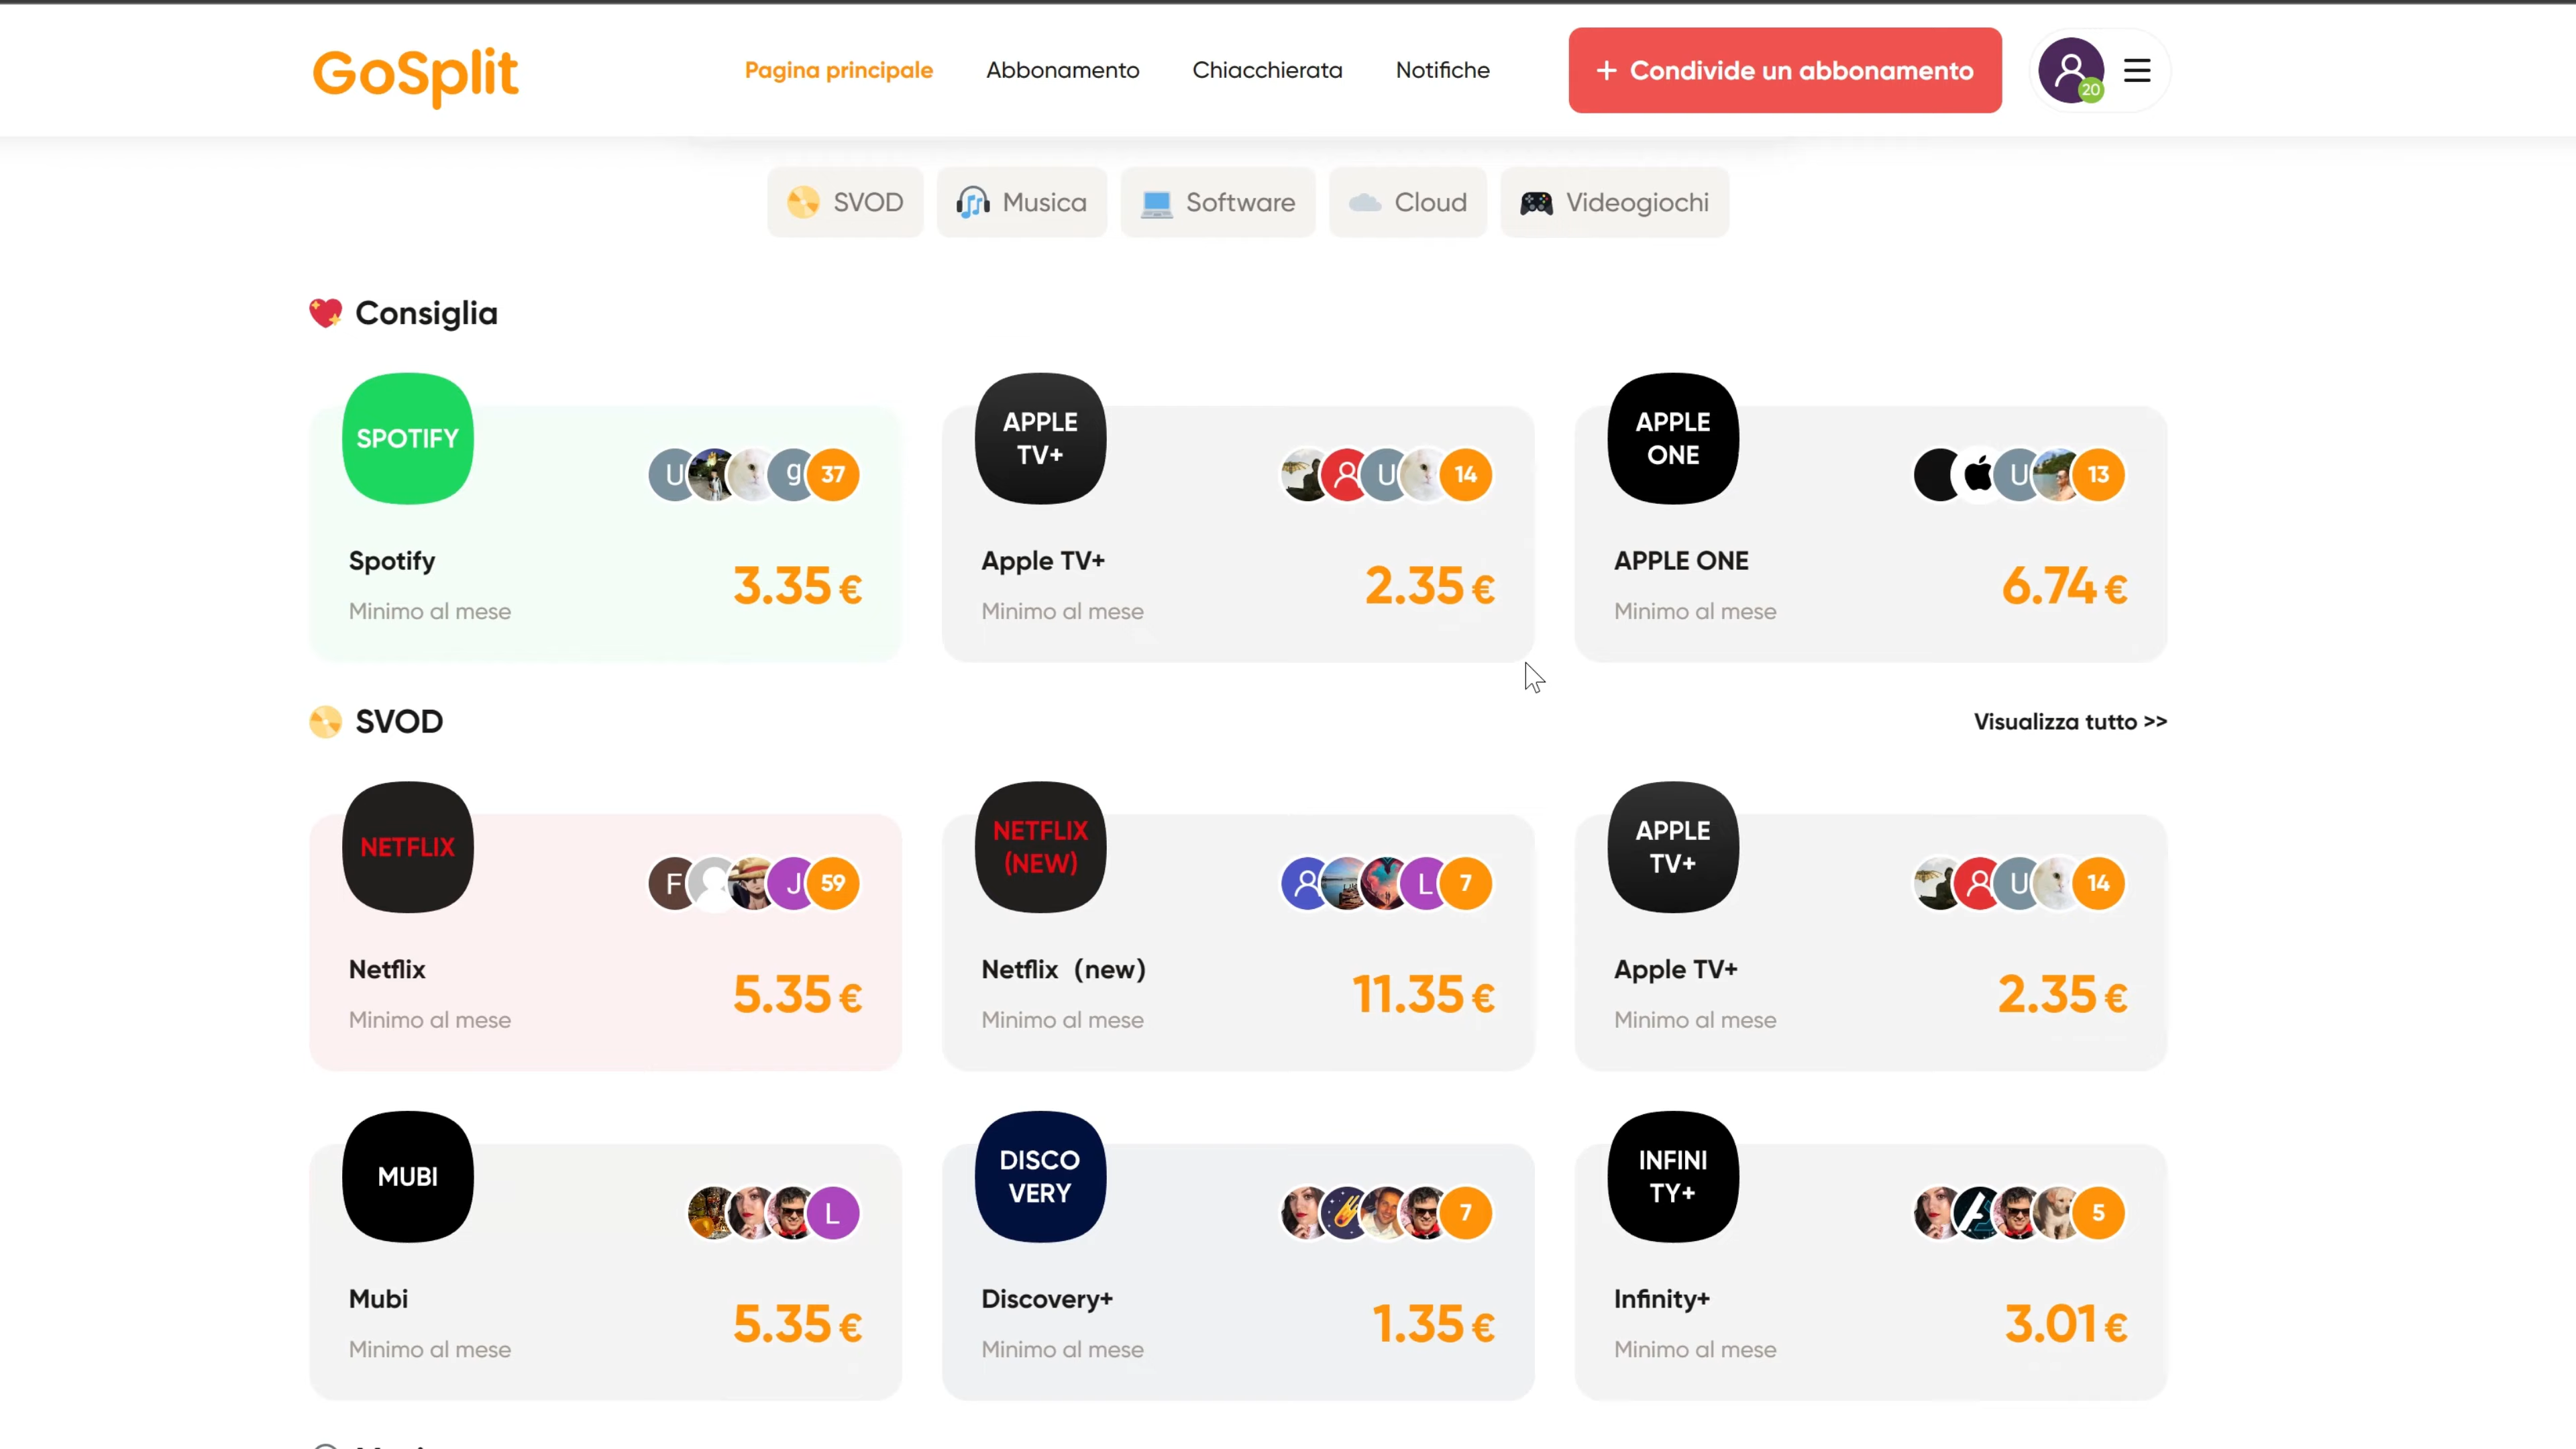 GoSplit
Pagina principale
Abbonamento
Chiacchierata
Notifiche
+ Condivide un abbonamento
20
SVOD
Musica
Software
Cloud
Videogiochi
Consiglia
SPOTIFY
U
g
37
Spotify
3.35 €
Minimo al mese
APPLE
TV+
U
14
Apple TV+
2.35 €
Minimo al mese
APPLE
ONE
U
13
APPLE ONE
6.74 €
Minimo al mese
SVOD
Visualizza tutto >>
NETFLIX
F
J
59
Netflix
5.35 €
Minimo al mese
NETFLIX
(NEW)
L
7
Netflix (new)
11.35 €
Minimo al mese
APPLE
TV+
U
14
Apple TV+
2.35 €
Minimo al mese
MUBI
L
Mubi
5.35 €
Minimo al mese
DISCO
VERY
7
Discovery+
1.35 €
Minimo al mese
INFINI
TY+
5
Infinity+
3.01 €
Minimo al mese